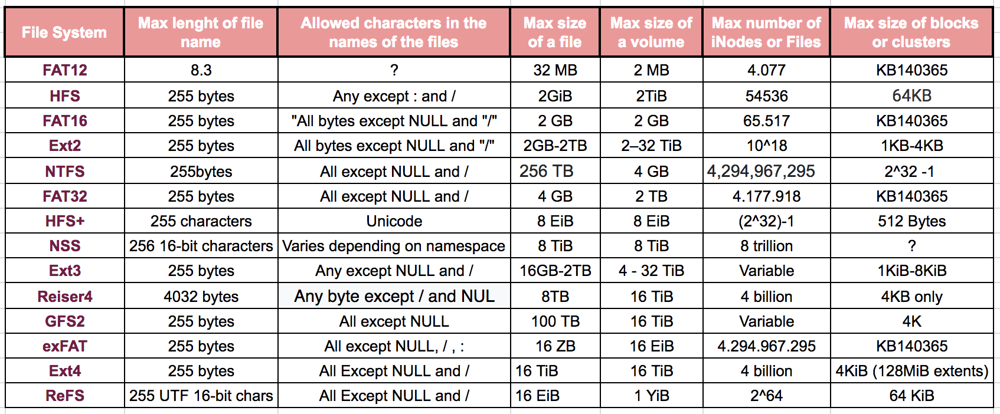 File System Max lenght of file name Allowed characters in the names of the files Max size of a file Max size of a volume Max number of iNodes or Files Max size of blocks or clusters
FAT12 8.3 ? 32 MB 2 MB 4.077 KB140365
HFS 255 bytes Any except : and / 2GiB 2TiB 54536 64KB
FAT16 255 bytes "All bytes except NULL and "/" 2 GB 2 GB 65.517 KB140365
Ext2 255 bytes All bytes except NULL and "/" 2GB-2TB 2–32 TiB 10^18 1KB-4KB
NTFS 255bytes All except NULL and / 256 TB 4 GB 4,294,967,295 2^32 -1
FAT32 255 bytes All except NULL and / 4 GB 2 TB 4.177.918 KB140365
HFS+ 255 characters Unicode 8 EiB 8 EiB (2^32)-1 512 Bytes
NSS 256 16-bit characters Varies depending on namespace 8 TiB 8 TiB 8 trillion ?
Ext3 255 bytes Any except NULL and / 16GB-2TB 4 - 32 TiB Variable 1KiB-8KiB
Reiser4 4032 bytes Any byte except / and NUL 8TB 16 TiB 4 billion 4KB only
GFS2 255 bytes All except NULL 100 TB 16 TiB Variable 4K
exFAT 255 bytes All except NULL, / , : 16 ZB 16 EiB 4.294.967.295 KB140365
Ext4 255 bytes All Except NULL and / 16 TiB 16 TiB 4 billion 4KiB (128MiB extents)
ReFS 255 UTF 16-bit chars All Except NULL and / 16 EiB 1 YiB 2^64 64 KiB